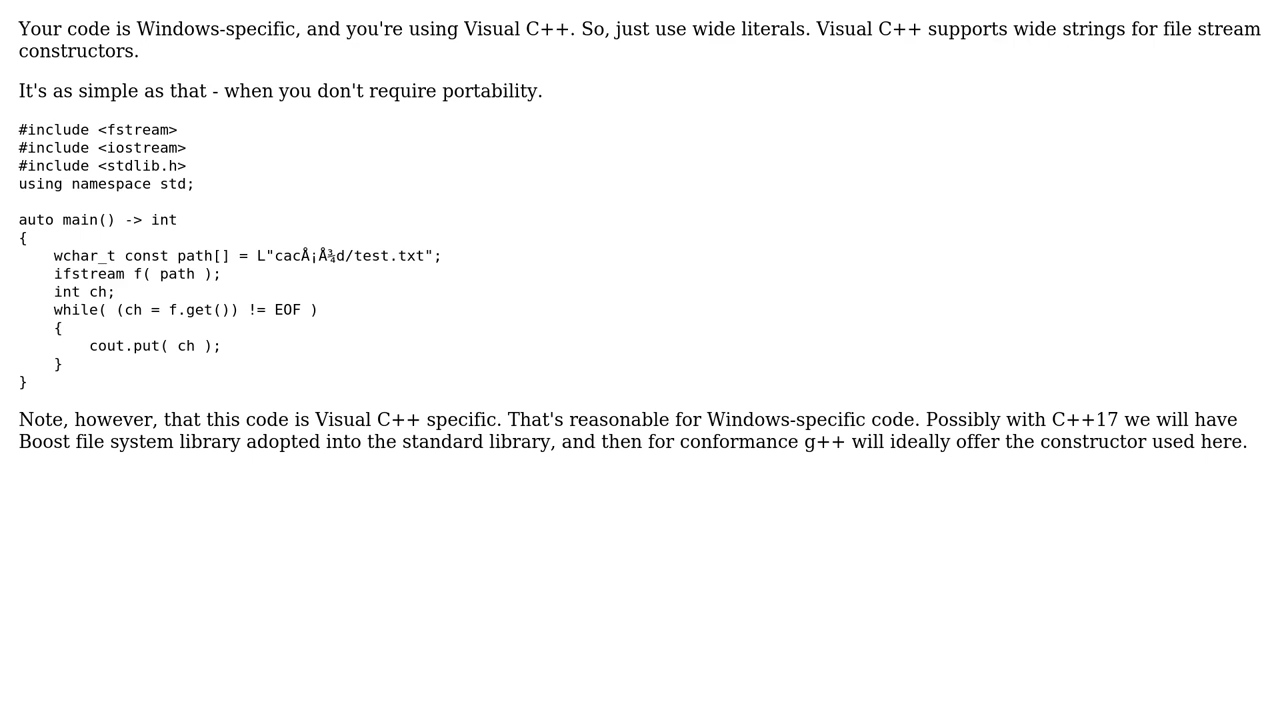 Your code is Windows-specific, and you're using Visual C++. So, just use wide literals. Visual C++ supports wide strings for file stream
constructors.
It's as simple as that - when you don't require portability.
#include <fstream>
#include <iostream>
#include <stdlib.h>
using namespace std;
auto main() -> int
{
    wchar_t const path[] = L"cacÅ¡Å¾d/test.txt";
    ifstream f( path );
    int ch;
    while( (ch = f.get()) != EOF )
    {
        cout.put( ch );
    }
}
Note, however, that this code is Visual C++ specific. That's reasonable for Windows-specific code. Possibly with C++17 we will have
Boost file system library adopted into the standard library, and then for conformance g++ will ideally offer the constructor used here.